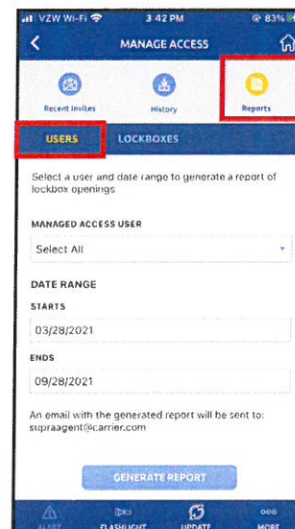 VZW Wi-Fi 3:42 PM 83%
MANAGE ACCESS
Recent Invites History Reports
USERS LOCKBOXES
Select a user and date range to generate a report of
lockbox openings
MANAGED ACCESS USER
Select All
DATE RANGE
STARTS
03/28/2021
ENDS
09/28/2021
An email with the generated report will be sent to:
supraagent@carrier.com
GENERATE REPORT
ALERT FLASHLIGHT UPDATE MORE